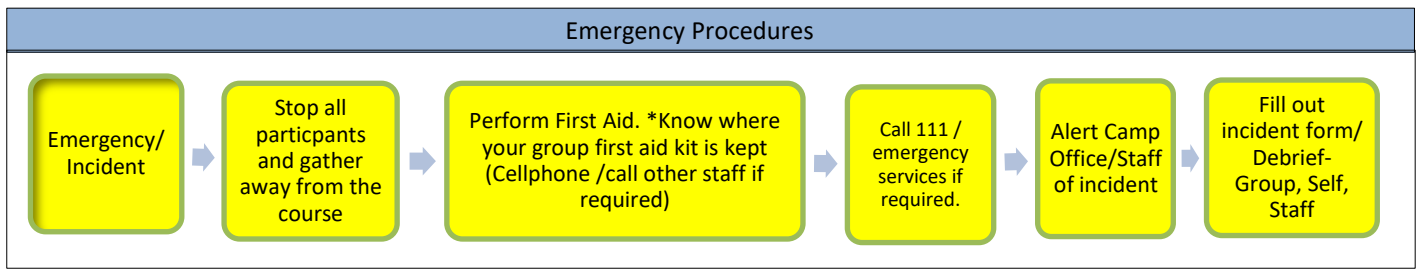 Emergency Procedures
Emergency/
Incident
Stop all
particpants
and gather
away from the
course
Perform First Aid. *Know where
your group first aid kit is kept
(Cellphone /call other staff if
required)
Call 111 /
emergency
services if
required.
Alert Camp
Office/Staff
of incident
Fill out
incident form/
Debrief-
Group, Self,
Staff